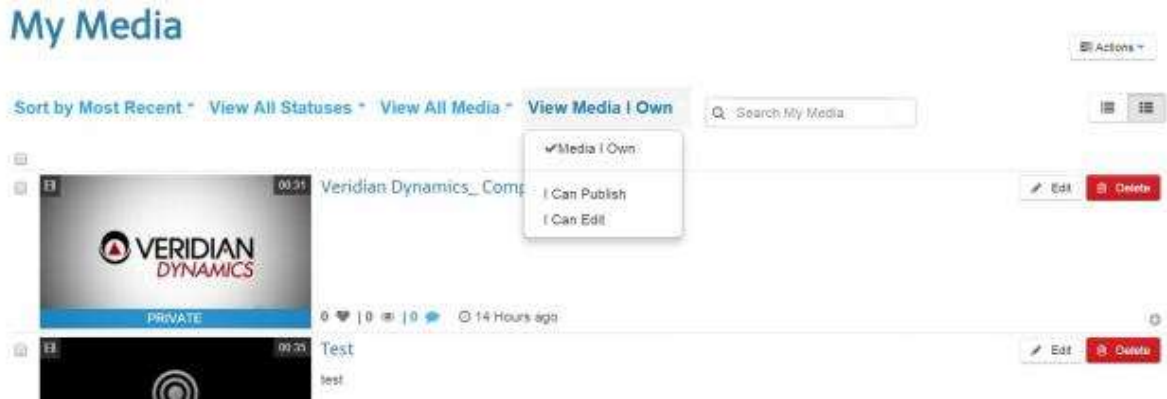 My Media
Actions
Sort by Most Recent View All Statuses View All Media View Media I Own Search My Media
✔Media I Own
00:31 Veridian Dynamics_ Comp I Can Publish Edit Delete
I Can Edit
VERIDIAN
DYNAMICS
PRIVATE 0 | 0 | 0 14 Hours ago
00:35 Test Edit Delete
test